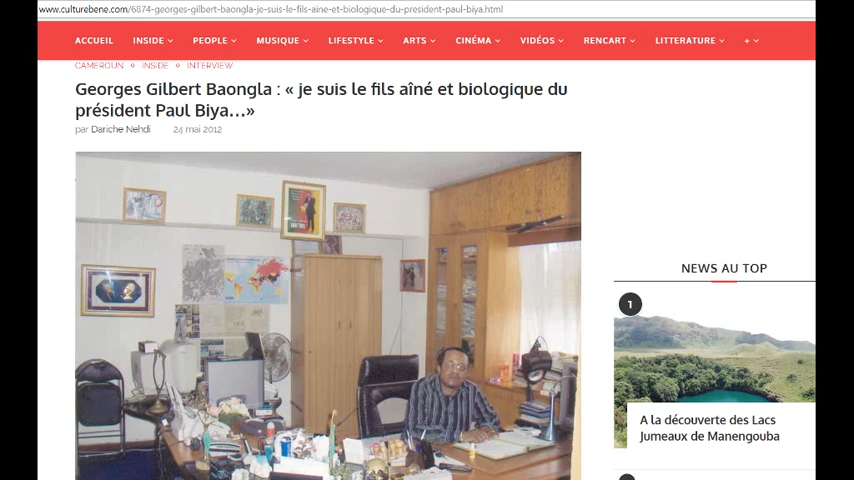 www.culturebene.com/6874-georges-gilbert-baongla-je-suis-le-fils-aine-et-biologique-du-president-paul-biya.html
ACCUEIL INSIDE PEOPLE MUSIQUE LIFESTYLE ARTS CINÉMA VIDÉOS RENCART LITTERATURE +
CAMEROUN INSIDE INTERVIEW
Georges Gilbert Baongla : « je suis le fils aîné et biologique du
président Paul Biya…»
par Dariche Nehdi 24 mai 2012
NEWS AU TOP
1
A la découverte des Lacs
Jumeaux de Manengouba